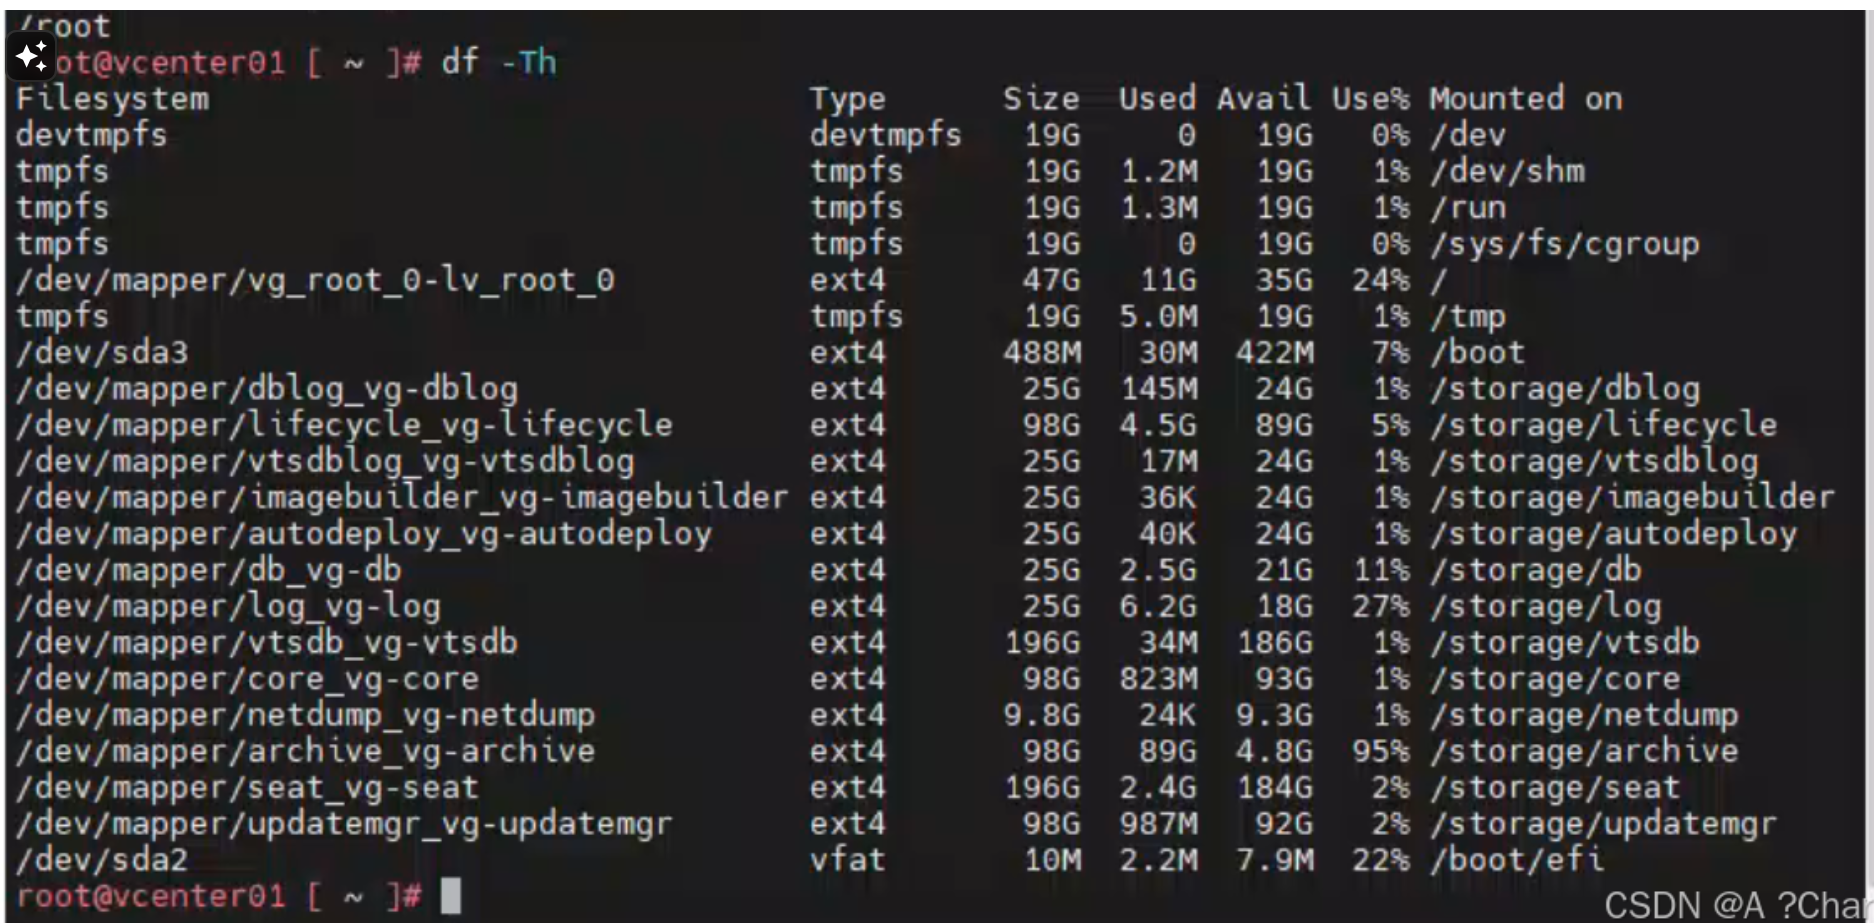 /root
root@vcenter01 [ ~ ]# df -Th
Filesystem Type Size Used Avail Use% Mounted on
devtmpfs devtmpfs 19G 0 19G 0% /dev
tmpfs tmpfs 19G 1.2M 19G 1% /dev/shm
tmpfs tmpfs 19G 1.3M 19G 1% /run
tmpfs tmpfs 19G 0 19G 0% /sys/fs/cgroup
/dev/mapper/vg_root_0-lv_root_0 ext4 47G 11G 35G 24% /
tmpfs tmpfs 19G 5.0M 19G 1% /tmp
/dev/sda3 ext4 488M 30M 422M 7% /boot
/dev/mapper/dblog_vg-dblog ext4 25G 145M 24G 1% /storage/dblog
/dev/mapper/lifecycle_vg-lifecycle ext4 98G 4.5G 89G 5% /storage/lifecycle
/dev/mapper/vtsdblog_vg-vtsdblog ext4 25G 17M 24G 1% /storage/vtsdblog
/dev/mapper/imagebuilder_vg-imagebuilder ext4 25G 36K 24G 1% /storage/imagebuilder
/dev/mapper/autodeploy_vg-autodeploy ext4 25G 40K 24G 1% /storage/autodeploy
/dev/mapper/db_vg-db ext4 25G 2.5G 21G 11% /storage/db
/dev/mapper/log_vg-log ext4 25G 6.2G 18G 27% /storage/log
/dev/mapper/vtsdb_vg-vtsdb ext4 196G 34M 186G 1% /storage/vtsdb
/dev/mapper/core_vg-core ext4 98G 823M 93G 1% /storage/core
/dev/mapper/netdump_vg-netdump ext4 9.8G 24K 9.3G 1% /storage/netdump
/dev/mapper/archive_vg-archive ext4 98G 89G 4.8G 95% /storage/archive
/dev/mapper/seat_vg-seat ext4 196G 2.4G 184G 2% /storage/seat
/dev/mapper/updatemgr_vg-updatemgr ext4 98G 987M 92G 2% /storage/updatemgr
/dev/sda2 vfat 10M 2.2M 7.9M 22% /boot/efi
root@vcenter01 [ ~ ]#
CSDN @A ?Char